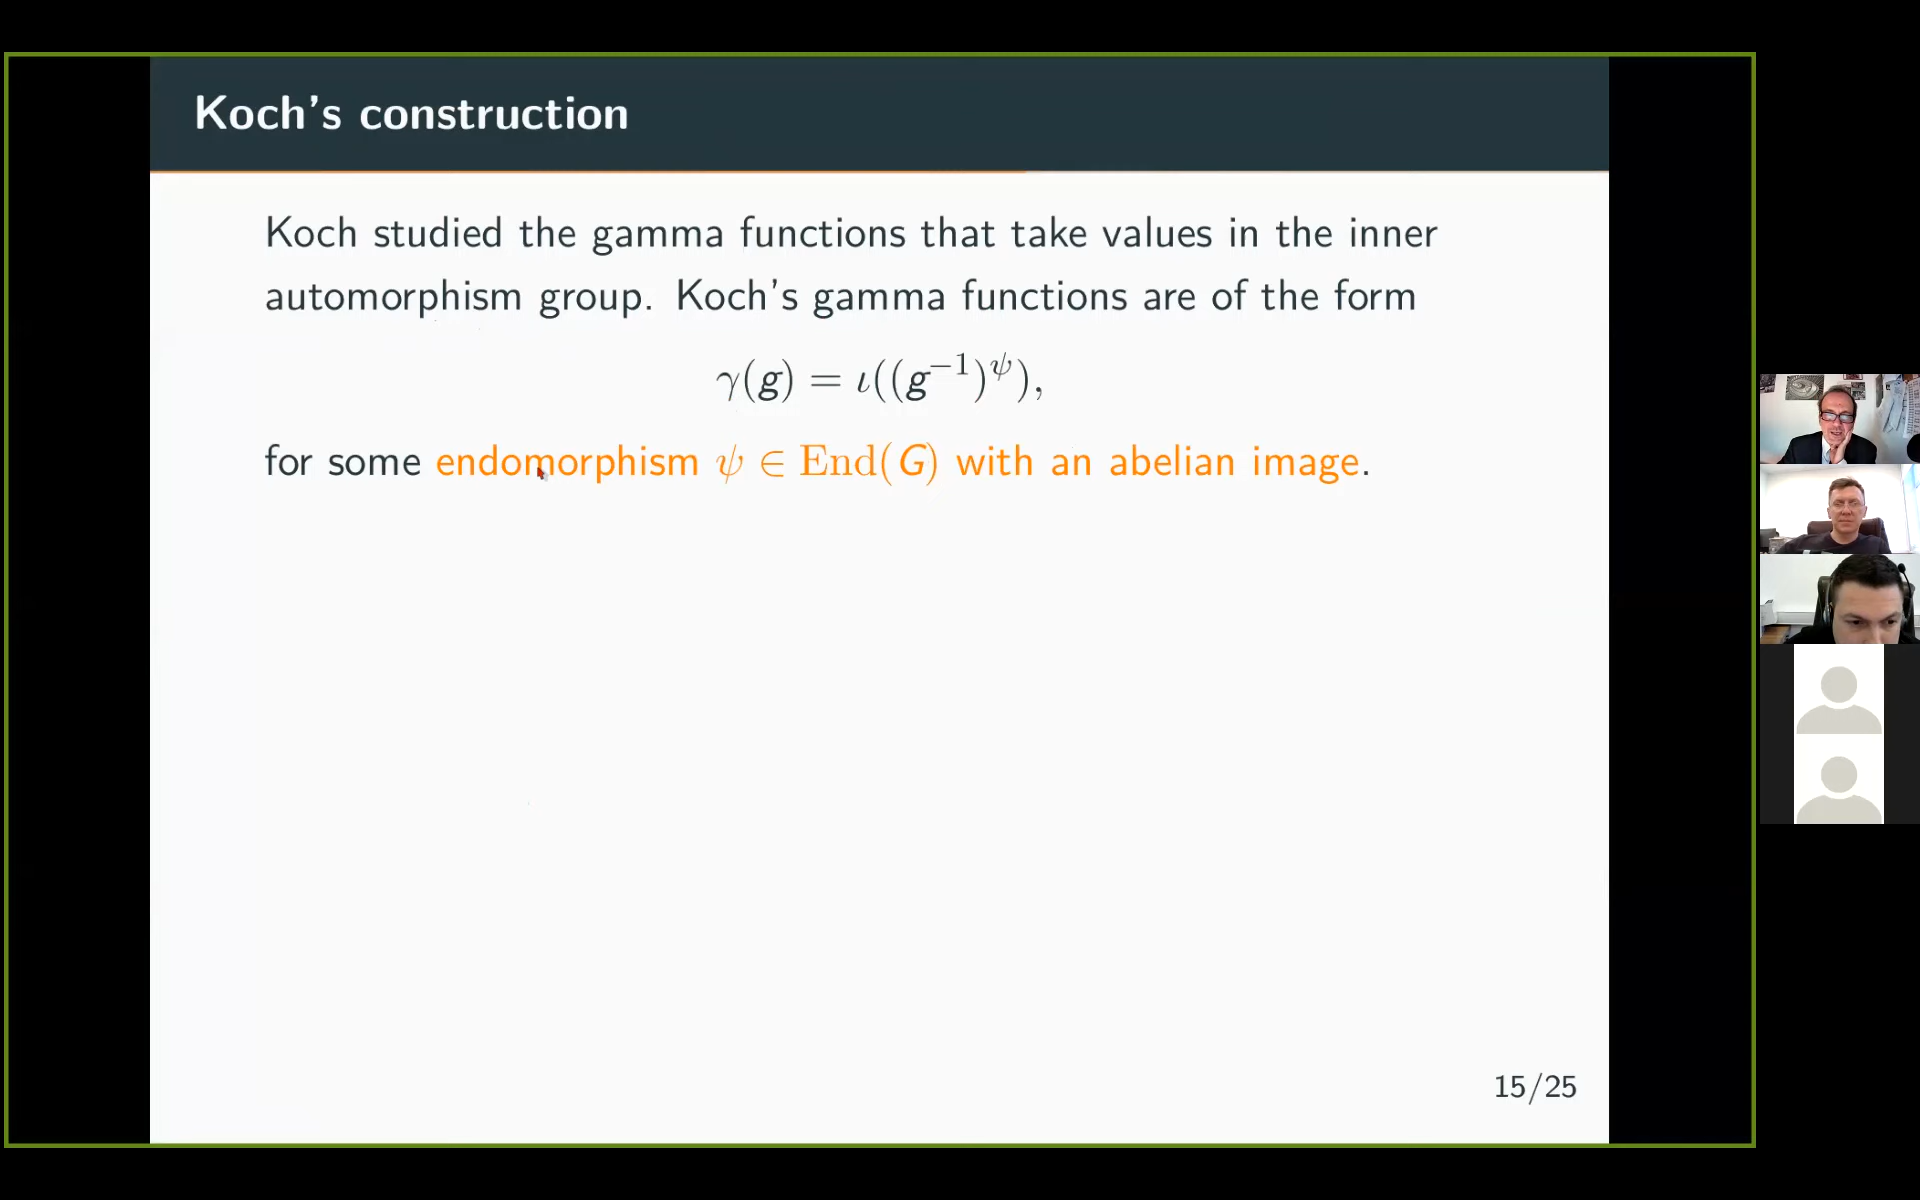 Koch's construction
Koch studied the gamma functions that take values in the inner
automorphism group. Koch's gamma functions are of the form
γ(g) = ι((g⁻¹)^ψ),
for some endomorphism ψ ∈ End(G) with an abelian image.
15/25